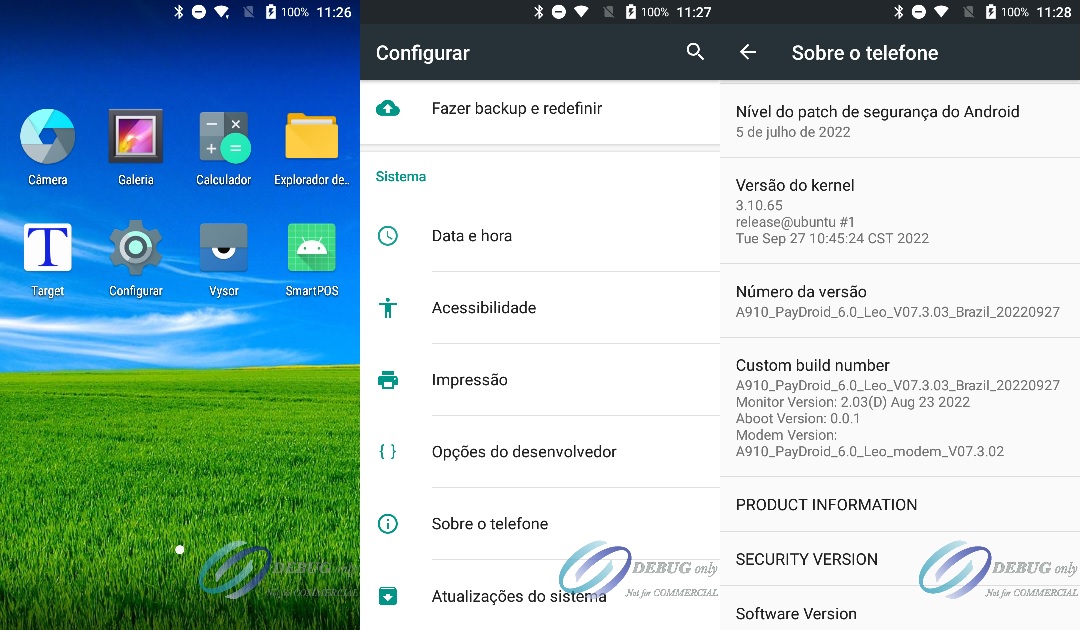 100% 11:26
Câmera
Galeria
Calculador
Explorador de..
T
Target
Configurar
Vysor
SmartPOS
DEBUG only
Not for COMMERCIAL
100% 11:27
Configurar
Fazer backup e redefinir
Sistema
Data e hora
Acessibilidade
Impressão
{ } Opções do desenvolvedor
Sobre o telefone
Atualizações do sistema
DEBUG only
Not for COMMERCIAL
100% 11:28
Sobre o telefone
Nível do patch de segurança do Android
5 de julho de 2022
Versão do kernel
3.10.65
release@ubuntu #1
Tue Sep 27 10:45:24 CST 2022
Número da versão
A910_PayDroid_6.0_Leo_V07.3.03_Brazil_20220927
Custom build number
A910_PayDroid_6.0_Leo_V07.3.03_Brazil_20220927
Monitor Version: 2.03(D) Aug 23 2022
Aboot Version: 0.0.1
Modem Version:
A910_PayDroid_6.0_Leo_modem_V07.3.02
PRODUCT INFORMATION
SECURITY VERSION
Software Version
DEBUG only
Not for COMMERCIAL